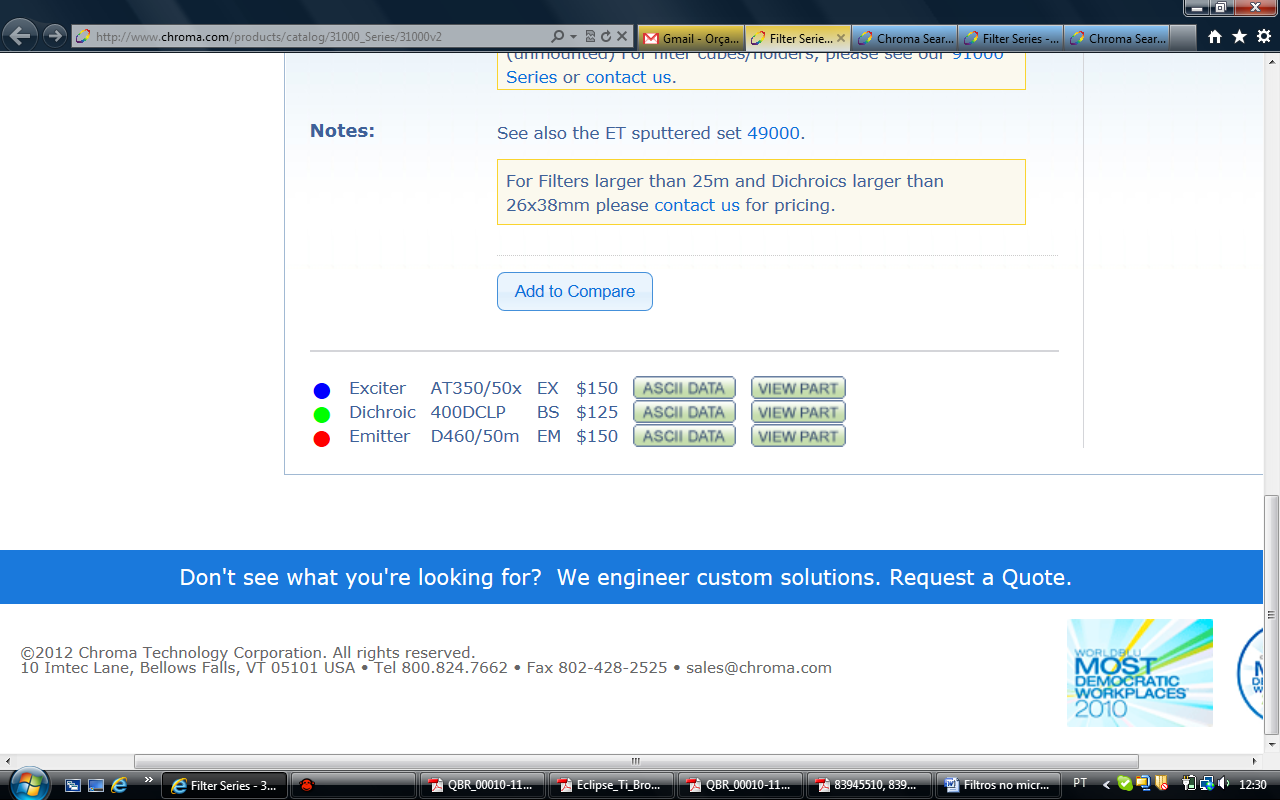 http://www.chroma.com/products/catalog/31000_Series/31000v2
Gmail - Orça...
Filter Serie...
Chroma Sear...
Filter Series -...
Chroma Sear...
(unmounted) For filter cubes/holders, please see our 91000
Series or contact us.
Notes:
See also the ET sputtered set 49000.
For Filters larger than 25m and Dichroics larger than
26x38mm please contact us for pricing.
Add to Compare
Exciter AT350/50x EX $150 ASCII DATA VIEW PART
Dichroic 400DCLP BS $125 ASCII DATA VIEW PART
Emitter D460/50m EM $150 ASCII DATA VIEW PART
Don't see what you're looking for? We engineer custom solutions. Request a Quote.
©2012 Chroma Technology Corporation. All rights reserved.
10 Imtec Lane, Bellows Falls, VT 05101 USA • Tel 800.824.7662 • Fax 802-428-2525 • sales@chroma.com
WORLDBLU
MOST
DEMOCRATIC
WORKPLACES
2010
Filter Series - 3...
QBR_00010-11...
Eclipse_Ti_Bro...
QBR_00010-11...
83945510, 839...
Filtros no micr...
PT
12:30